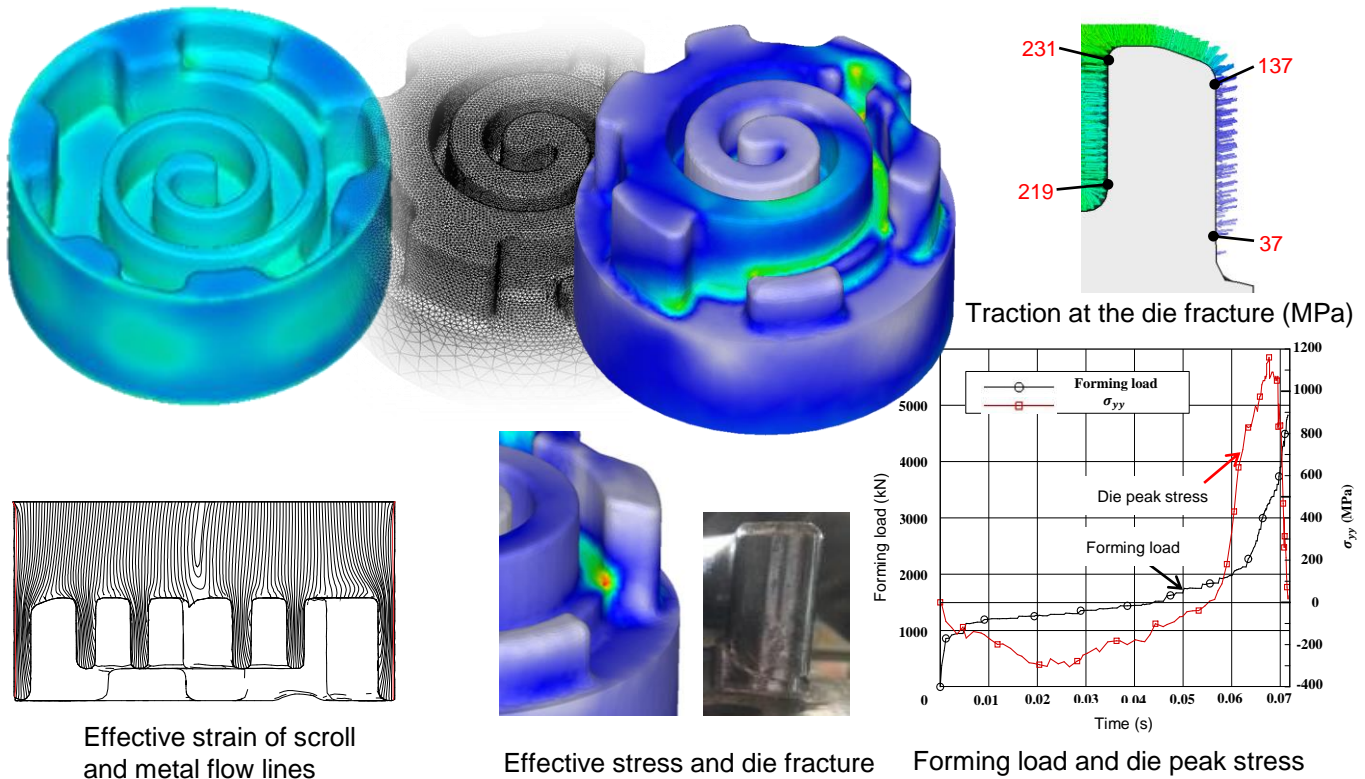 231
137
219
37
Traction at the die fracture (MPa)
Forming load
σyy
5000
4000
3000
2000
1000
0
Forming load (kN)
1200
1000
800
600
400
200
0
-200
-400
σyy (MPa)
Die peak stress
Forming load
0.01 0.02 0.03 0.04 0.05 0.06 0.07
Time (s)
Effective strain of scroll
and metal flow lines
Effective stress and die fracture
Forming load and die peak stress